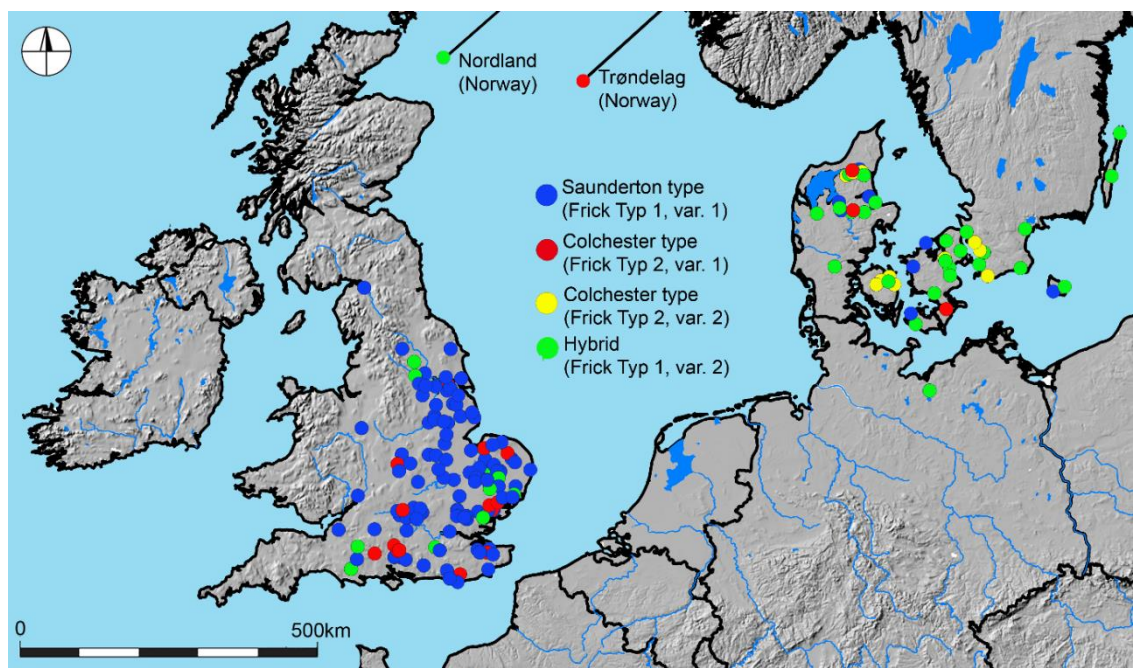 Nordland
(Norway)
Trøndelag
(Norway)
Saunderton type
(Frick Typ 1, var. 1)
Colchester type
(Frick Typ 2, var. 1)
Colchester type
(Frick Typ 2, var. 2)
Hybrid
(Frick Typ 1, var. 2)
0
500km